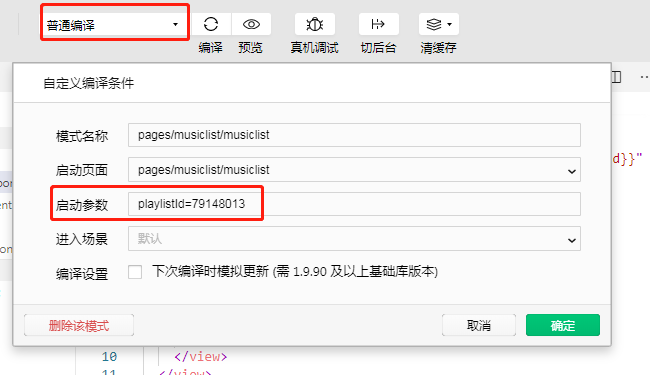 普通编译
编译 预览 真机调试 切后台 清缓存
自定义编译条件
d}}"
模式名称 pages/musiclist/musiclist
启动页面 pages/musiclist/musiclist
启动参数 playlistId=79148013
进入场景 默认
编译设置 下次编译时模拟更新 (需 1.9.90 及以上基础库版本)
删除该模式 取消 确定
10 </view>
11 </view>